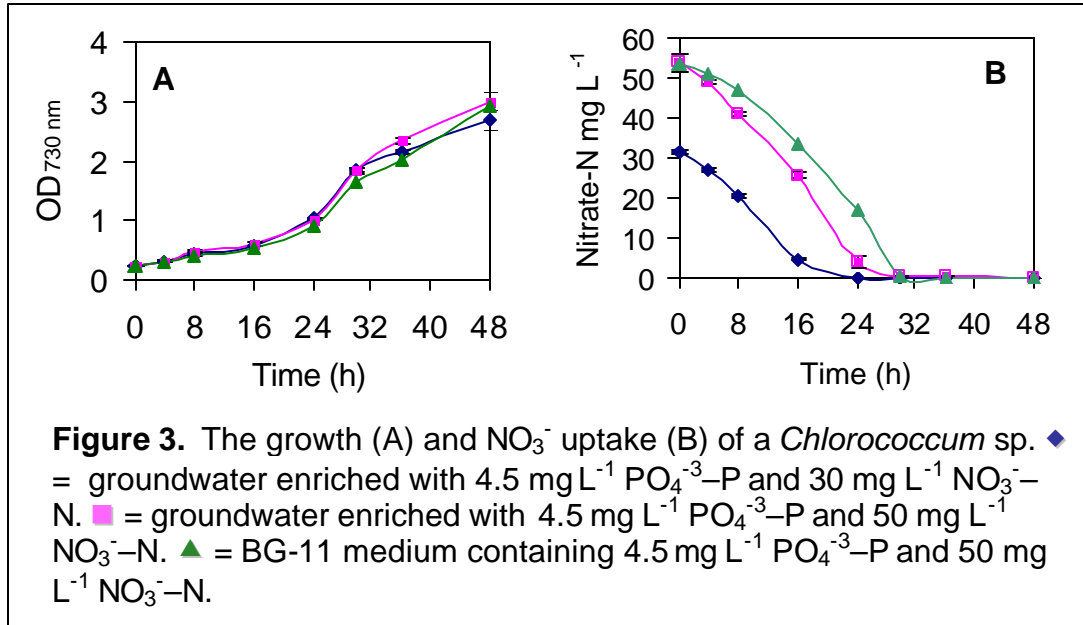 A
OD730 nm
4
3
2
1
0
0 8 16 24 32 40 48
Time (h)
B
Nitrate-N mg L-1
60
50
40
30
20
10
0
0 8 16 24 32 40 48
Time (h)
Figure 3. The growth (A) and NO3- uptake (B) of a Chlorococcum sp. ◆
= groundwater enriched with 4.5 mg L-1 PO4-3–P and 30 mg L-1 NO3-–
N. ■ = groundwater enriched with 4.5 mg L-1 PO4-3–P and 50 mg L-1
NO3-–N. ▲ = BG-11 medium containing 4.5 mg L-1 PO4-3–P and 50 mg
L-1 NO3-–N.